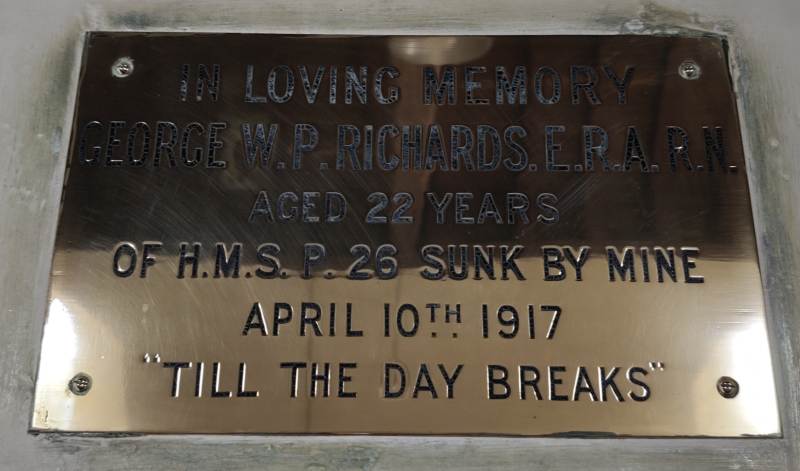 IN LOVING MEMORY
GEORGE W.P. RICHARDS. E.R.A. R.N.
AGED 22 YEARS
OF H.M.S. P. 26 SUNK BY MINE
APRIL 10TH 1917
"TILL THE DAY BREAKS"